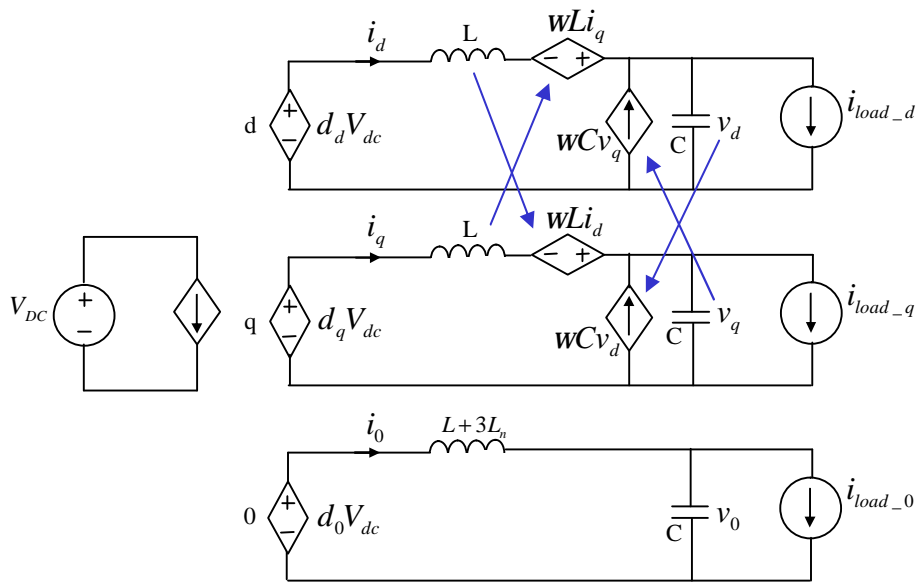 i_d L wLi_q
d + − d_d V_dc − + wCv_q C v_d i_load_d
i_q L wLi_d
V_DC + − q + − d_q V_dc − + wCv_d C v_q i_load_q
i_0 L+3L_n
0 + − d_0 V_dc C v_0 i_load_0